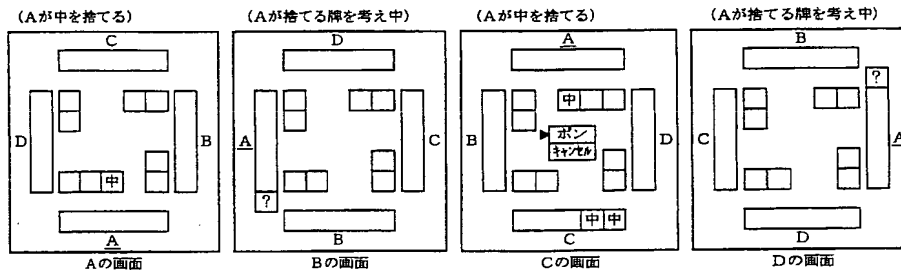 (Aが中を捨てる)
C
D
B
中
A
Aの画面
(Aが捨てる牌を考え中)
D
A
C
?
B
Bの画面
(Aが中を捨てる)
A
中
B
D
ポン
キャンセル
中 中
C
Cの画面
(Aが捨てる牌を考え中)
B
?
C
A
D
Dの画面